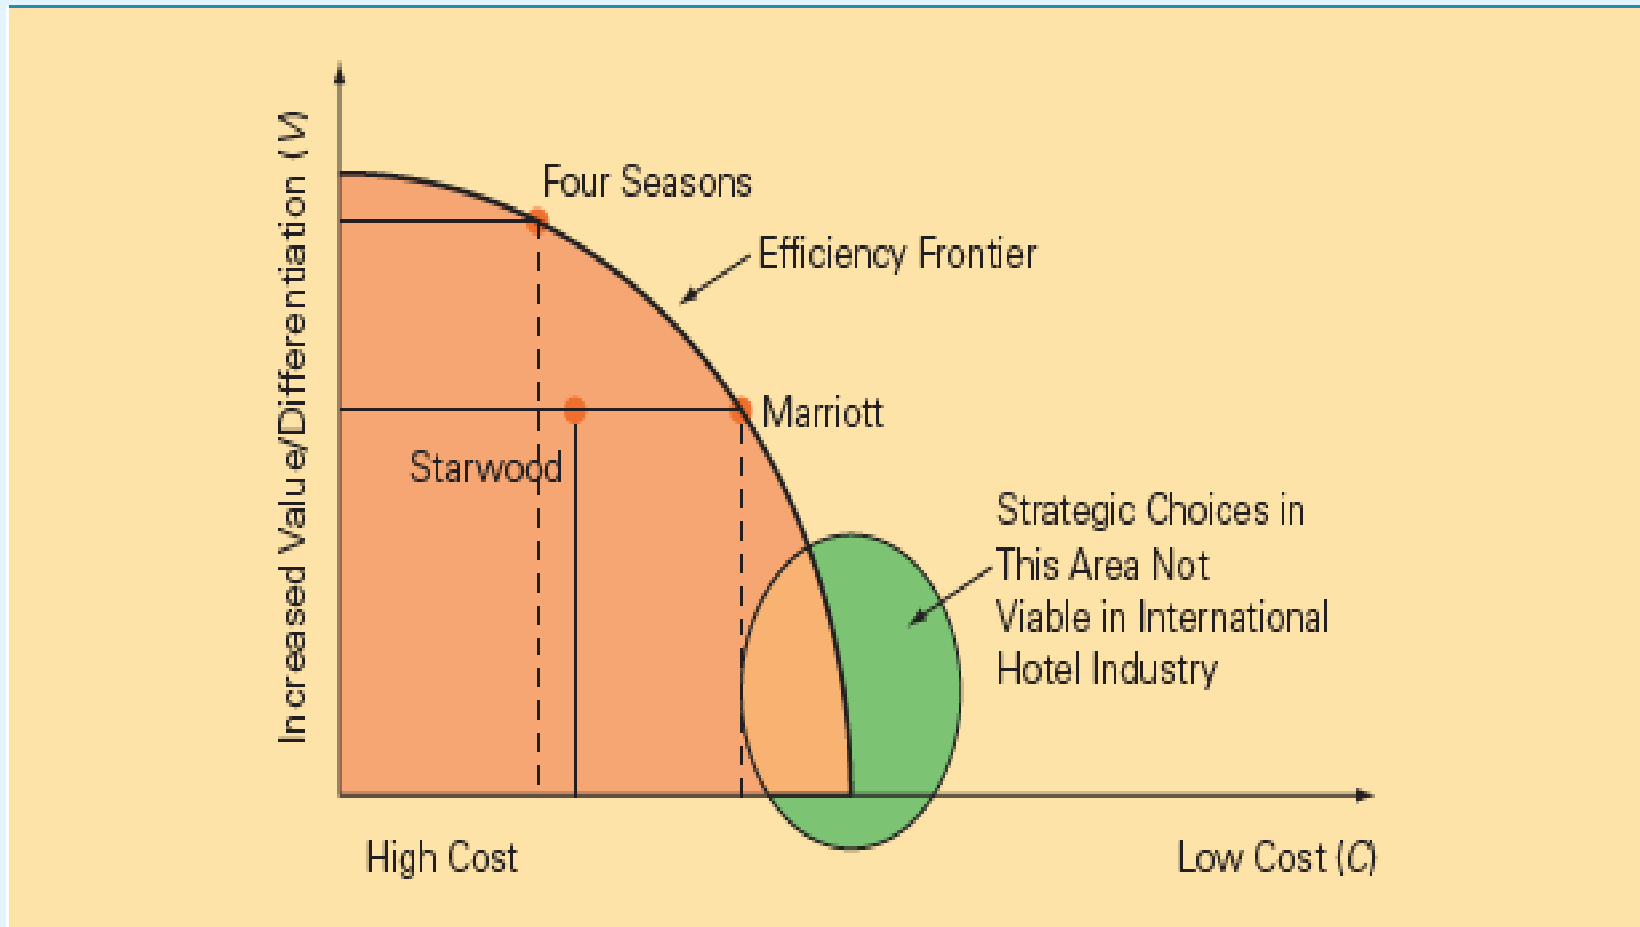 Increased Value/Differentiation (V)
Four Seasons
Efficiency Frontier
Marriott
Starwood
Strategic Choices in
This Area Not
Viable in International
Hotel Industry
High Cost
Low Cost (C)